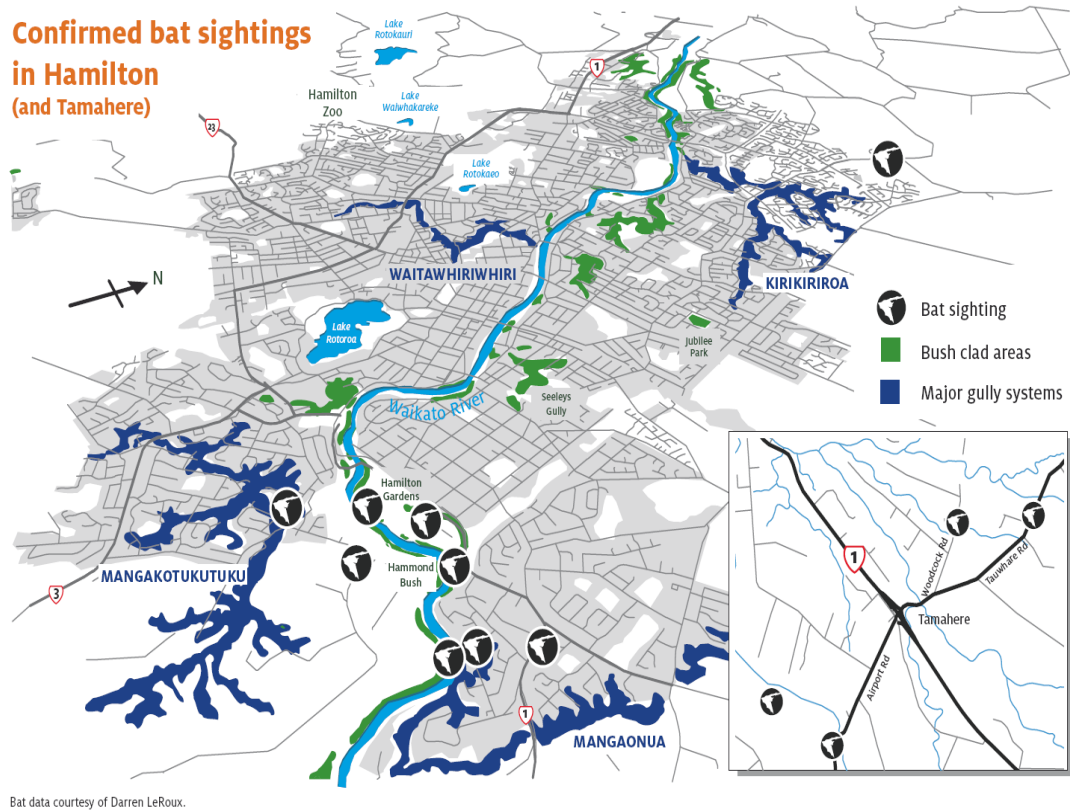 Confirmed bat sightings
in Hamilton
(and Tamahere)
Lake
Rotokauri
1
Hamilton
Zoo
Lake
Waiwhakareke
23
Lake
Rotokaeo
N
WAITAWHIRIWHIRI
KIRIKIRIROA
Bat sighting
Bush clad areas
Major gully systems
Lake
Rotoroa
Jubilee
Park
Waikato River
Seeleys
Gully
Hamilton
Gardens
Hammond
Bush
MANGAKOTUKUTUKU
3
1
MANGAONUA
1
Woodcock Rd
Tauwhare Rd
Tamahere
Airport Rd
Bat data courtesy of Darren LeRoux.